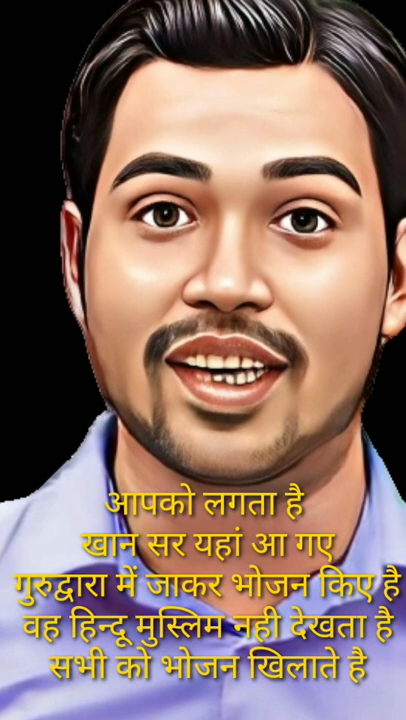 आपको लगता है
खान सर यहां आ गए
गुरुद्वारा में जाकर भोजन किए है
वह हिन्दू मुस्लिम नही देखता है
सभी को भोजन खिलाते है